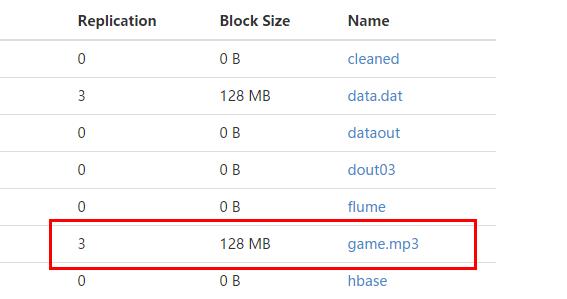 Replication Block Size Name
0 0 B cleaned
3 128 MB data.dat
0 0 B dataout
0 0 B dout03
0 0 B flume
3 128 MB game.mp3
0 0 B hbase